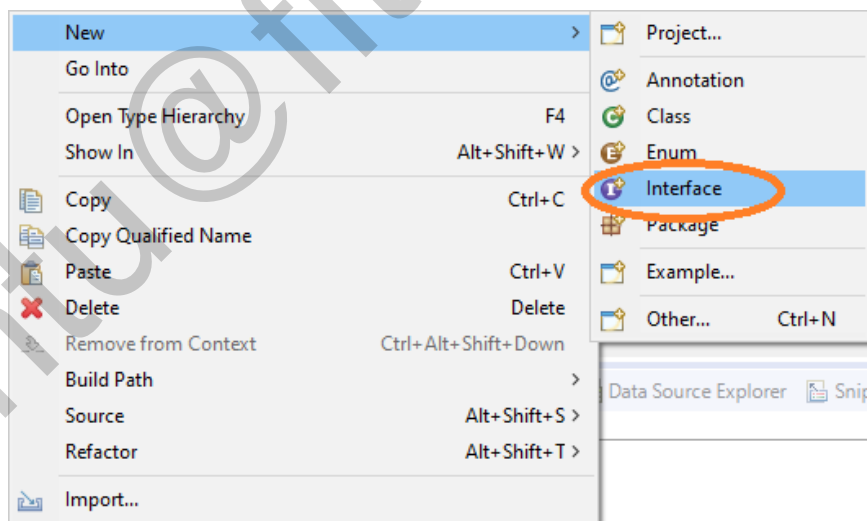 New >
Go Into
Open Type Hierarchy F4
Show In Alt+Shift+W >
Copy Ctrl+C
Copy Qualified Name
Paste Ctrl+V
Delete Delete
Remove from Context Ctrl+Alt+Shift+Down
Build Path >
Source Alt+Shift+S >
Refactor Alt+Shift+T >
Import...
Project...
Annotation
Class
Enum
Interface
Package
Example...
Other... Ctrl+N
Data Source Explorer